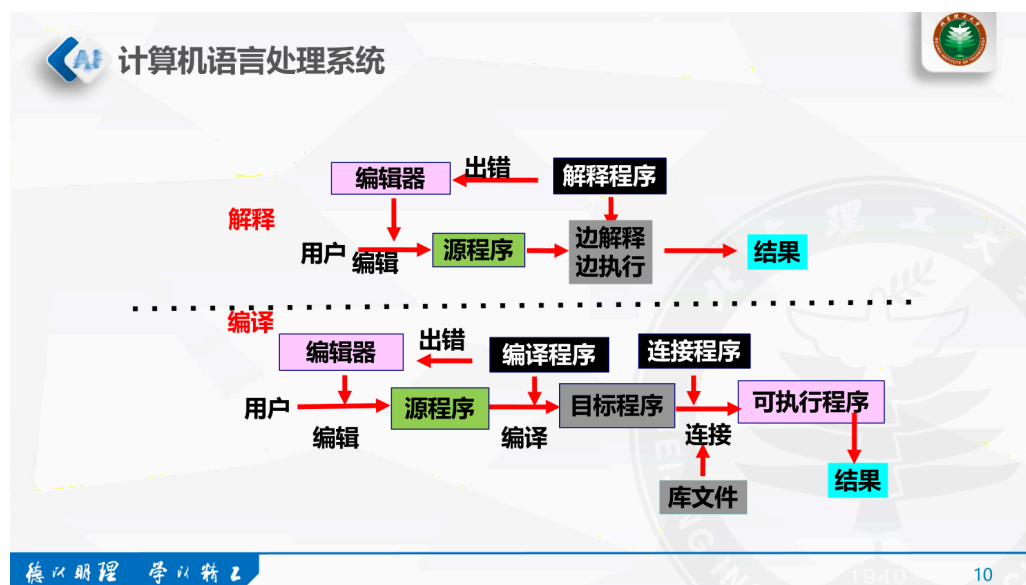 计算机语言处理系统
编辑器
出错
解释程序
解释
用户
编辑
源程序
边解释
边执行
结果
编译
编辑器
出错
编译程序
连接程序
用户
编辑
源程序
编译
目标程序
连接
可执行程序
库文件
结果
德以明理 学以精工
1940
10